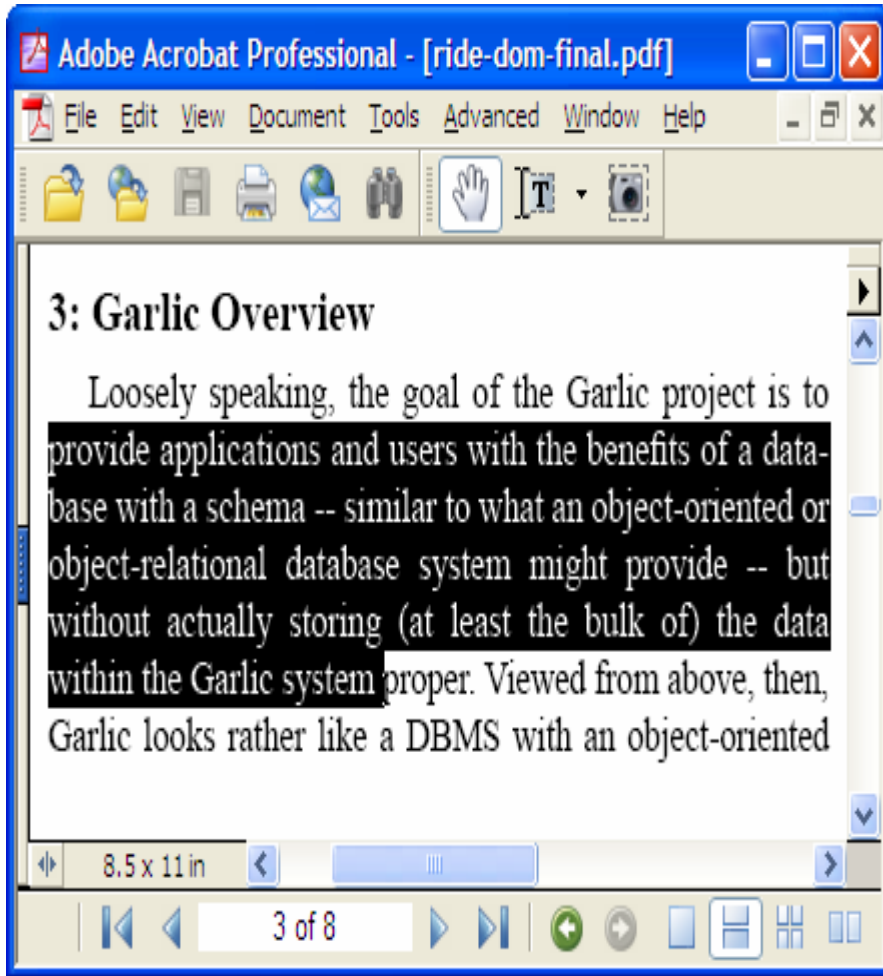 Adobe Acrobat Professional - [ride-dom-final.pdf]
File Edit View Document Tools Advanced Window Help
T
3: Garlic Overview
Loosely speaking, the goal of the Garlic project is to
provide applications and users with the benefits of a data-
base with a schema -- similar to what an object-oriented or
object-relational database system might provide -- but
without actually storing (at least the bulk of) the data
within the Garlic system proper. Viewed from above, then,
Garlic looks rather like a DBMS with an object-oriented
8.5 x 11 in
3 of 8